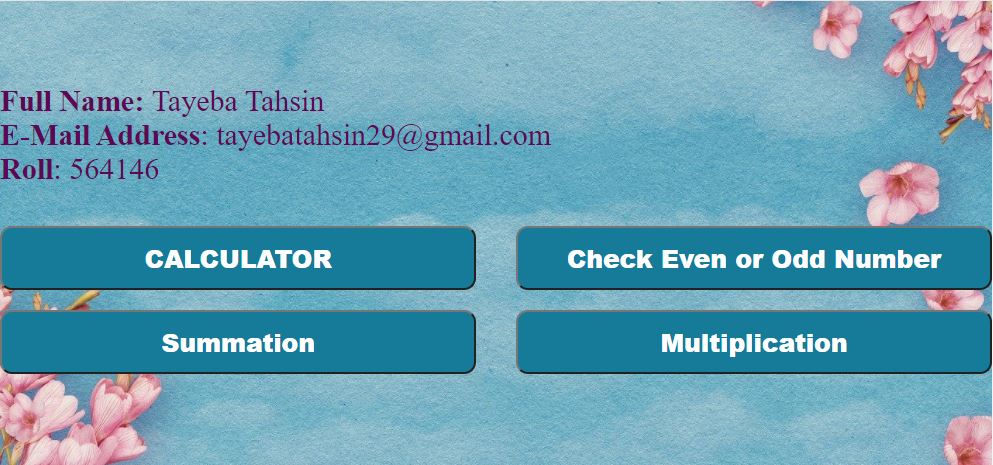 Full Name: Tayeba Tahsin
E-Mail Address: tayebatahsin29@gmail.com
Roll: 564146
CALCULATOR
Check Even or Odd Number
Summation
Multiplication